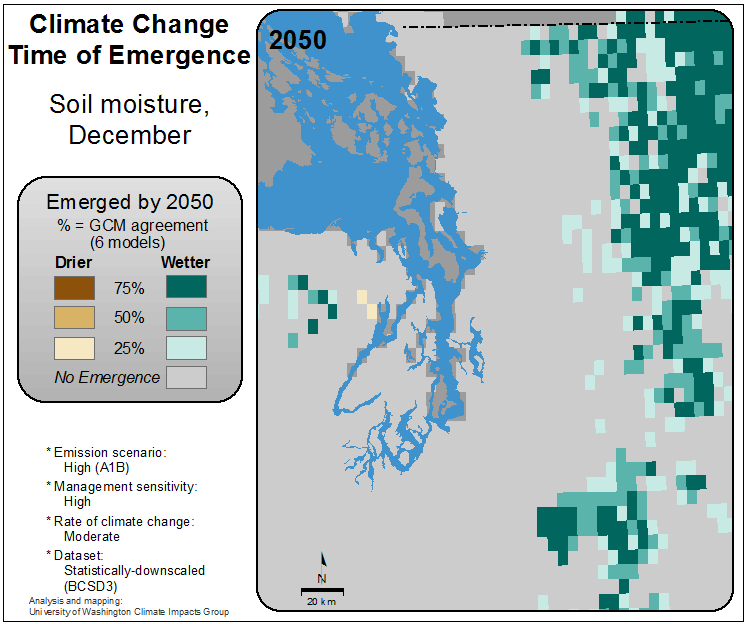 Climate Change
Time of Emergence
Soil moisture,
December
Emerged by 2050
% = GCM agreement
(6 models)
Drier Wetter
75%
50%
25%
No Emergence
* Emission scenario:
High (A1B)
* Management sensitivity:
High
* Rate of climate change:
Moderate
* Dataset:
Statistically-downscaled
(BCSD3)
Analysis and mapping:
University of Washington Climate Impacts Group
2050
N
20 km